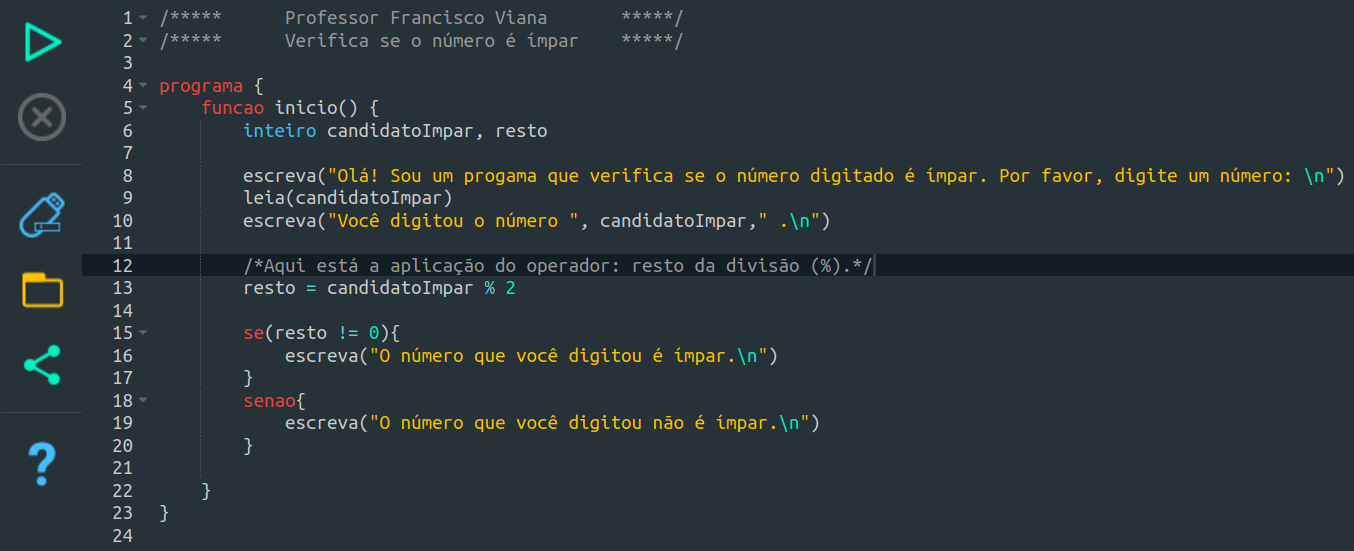 1 /***** Professor Francisco Viana *****/
2 /***** Verifica se o número é ímpar *****/
3
4 programa {
5 funcao inicio() {
6 inteiro candidatoImpar, resto
7
8 escreva("Olá! Sou um progama que verifica se o número digitado é ímpar. Por favor, digite um número: \n")
9 leia(candidatoImpar)
10 escreva("Você digitou o número ", candidatoImpar," .\n")
11
12 /*Aqui está a aplicação do operador: resto da divisão (%).*/
13 resto = candidatoImpar % 2
14
15 se(resto != 0){
16 escreva("O número que você digitou é ímpar.\n")
17 }
18 senao{
19 escreva("O número que você digitou não é ímpar.\n")
20 }
21
22 }
23 }
24
?